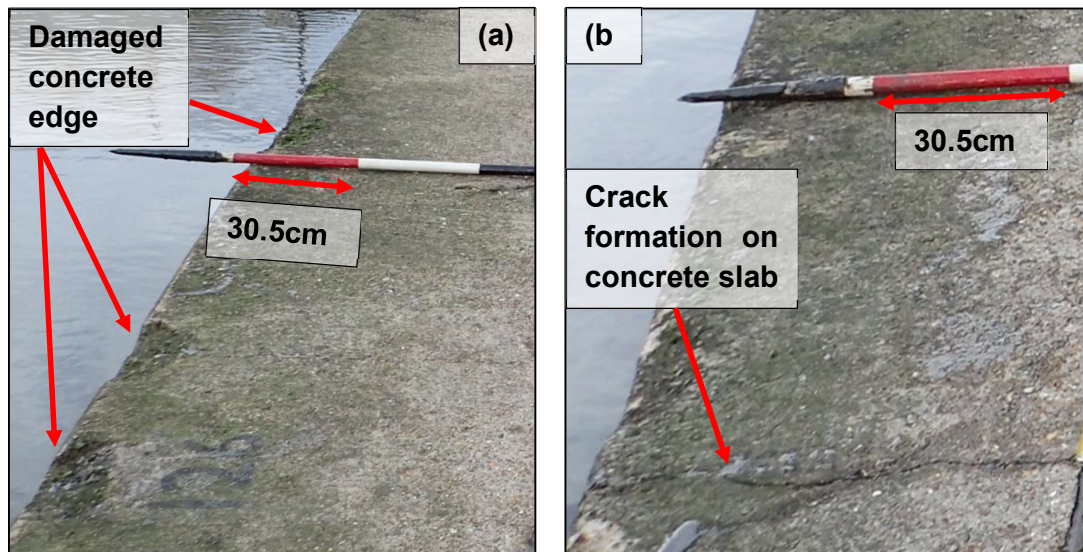 Damaged
concrete
edge
(a)
30.5cm
(b
30.5cm
Crack
formation on
concrete slab